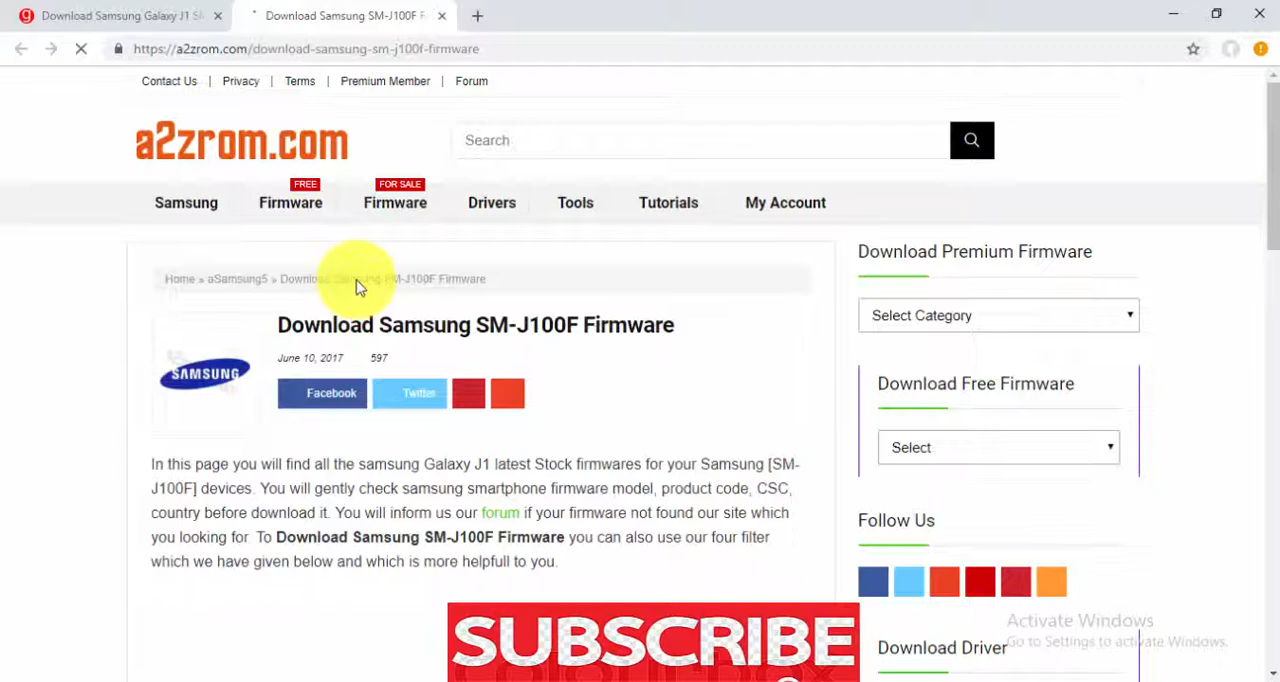 Download Samsung Galaxy J1 SM
Download Samsung SM-J100F F
https://a2zrom.com/download-samsung-sm-j100f-firmware
Contact Us | Privacy | Terms | Premium Member | Forum
a2zrom.com
Search
FREE
FOR SALE
Samsung Firmware Firmware Drivers Tools Tutorials My Account
Home » aSamsung5 » Download Samsung SM-J100F Firmware
Download Samsung SM-J100F Firmware
June 10, 2017 597
SAMSUNG
Facebook Twitter
In this page you will find all the samsung Galaxy J1 latest Stock firmwares for your Samsung [SM-
J100F] devices. You will gently check samsung smartphone firmware model, product code, CSC,
country before download it. You will inform us our forum if your firmware not found our site which
you looking for To Download Samsung SM-J100F Firmware you can also use our four filter
which we have given below and which is more helpfull to you.
Download Premium Firmware
Select Category
Download Free Firmware
Select
Follow Us
Download Driver
Activate Windows
Go to Settings to activate Windows.
SUBSCRIBE